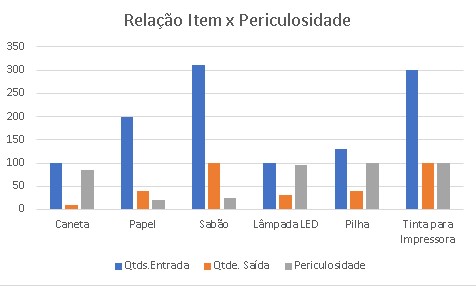 Relação Item x Periculosidade
350
300
250
200
150
100
50
0
Caneta Papel Sabão Lâmpada LED Pilha Tinta para
Impressora
Qtds.Entrada Qtde. Saída Periculosidade